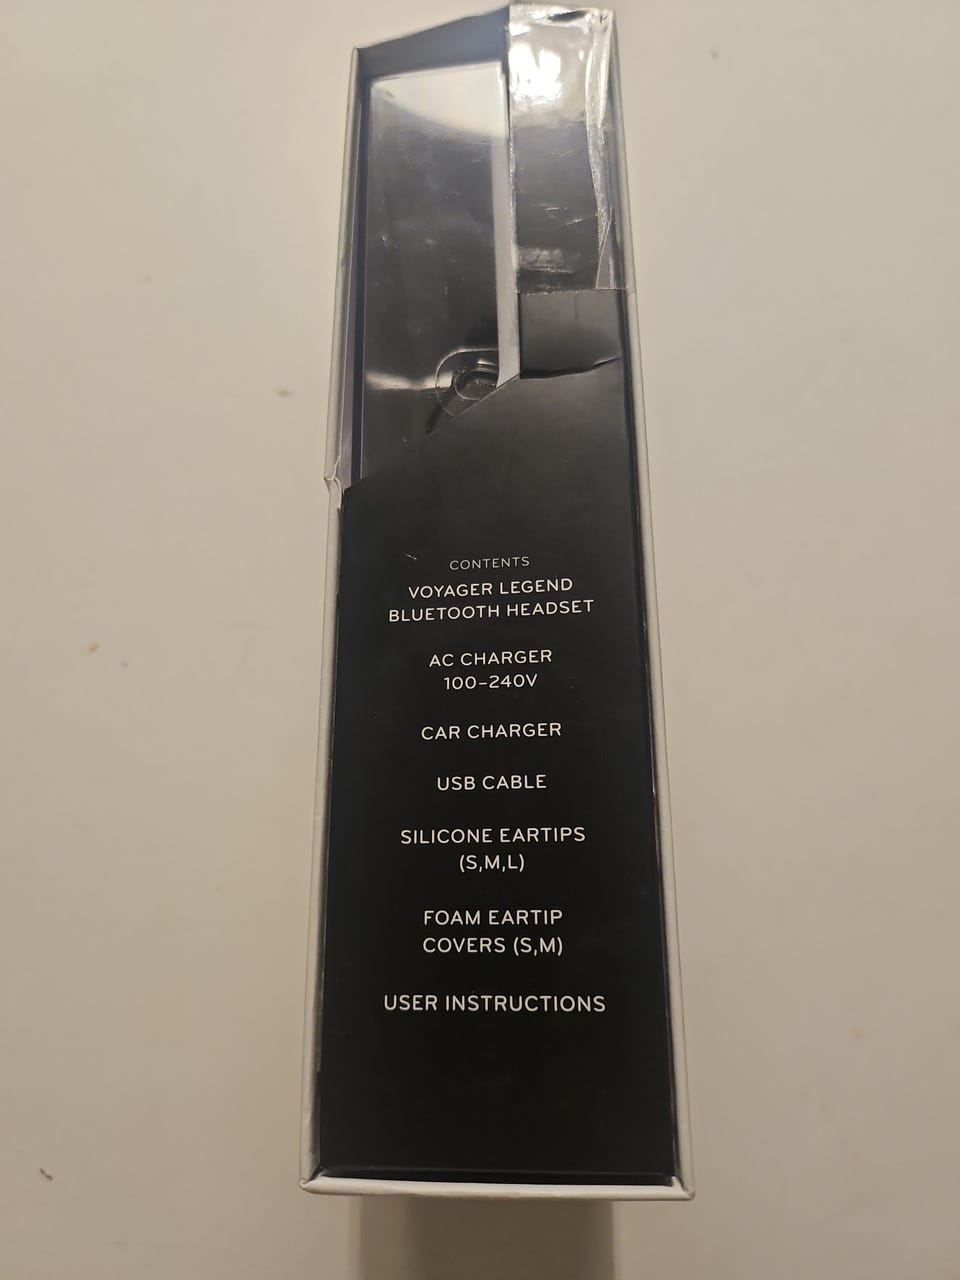 CONTENTS
VOYAGER LEGEND
BLUETOOTH HEADSET
AC CHARGER
100–240V
CAR CHARGER
USB CABLE
SILICONE EARTIPS
(S,M,L)
FOAM EARTIP
COVERS (S,M)
USER INSTRUCTIONS